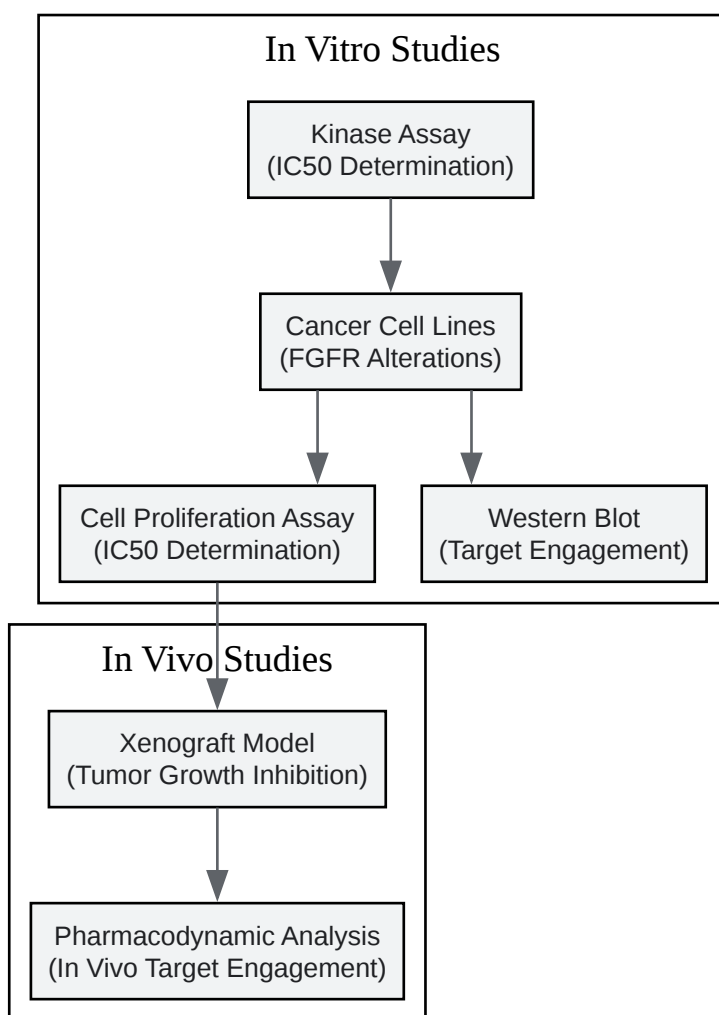 In Vitro Studies
Kinase Assay
(IC50 Determination)
Cancer Cell Lines
(FGFR Alterations)
Cell Proliferation Assay
(IC50 Determination)
Western Blot
(Target Engagement)
In Vivo Studies
Xenograft Model
(Tumor Growth Inhibition)
Pharmacodynamic Analysis
(In Vivo Target Engagement)